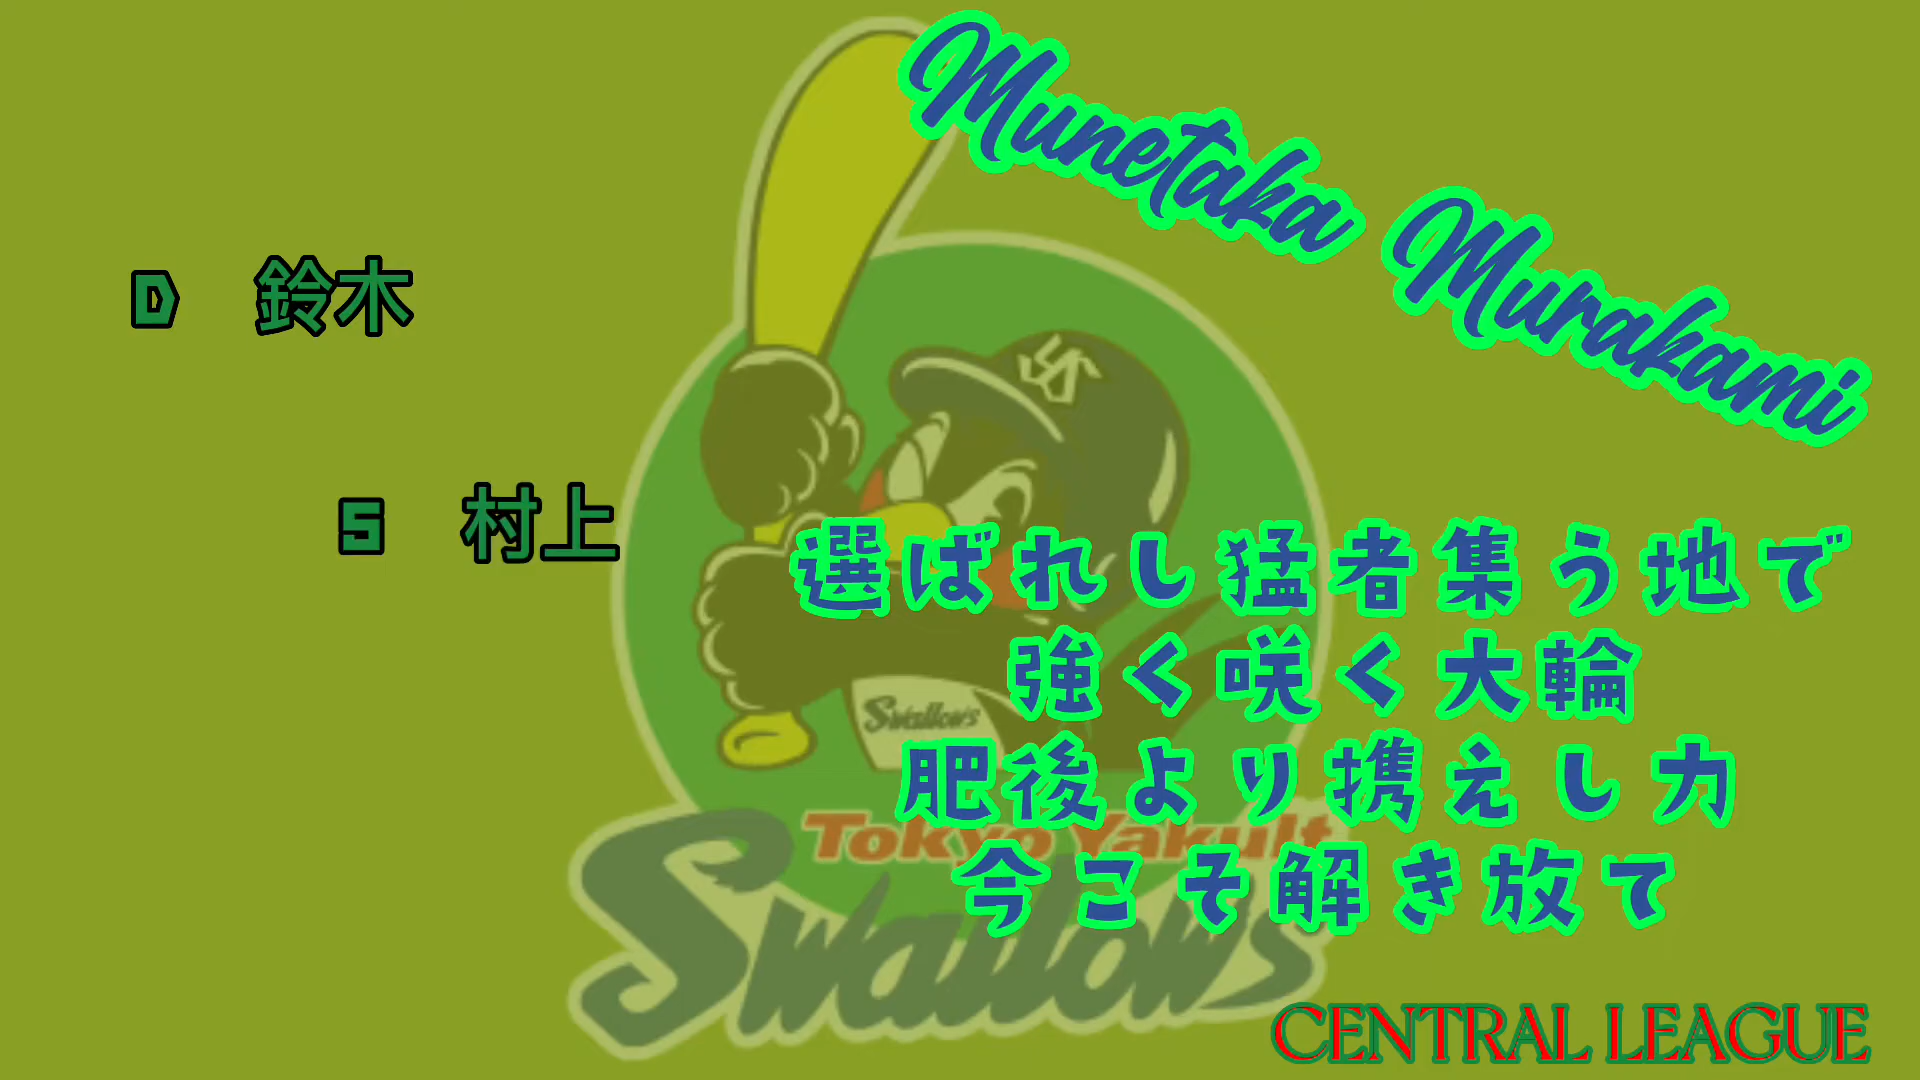 Munetaka Murakami
D 鈴木
S 村上
選ばれし猛者集う地で
強く咲く大輪
肥後より携えし力
今こそ解き放て
YS
Swallows
Tokyo Yakult
Swallows
CENTRAL LEAGUE